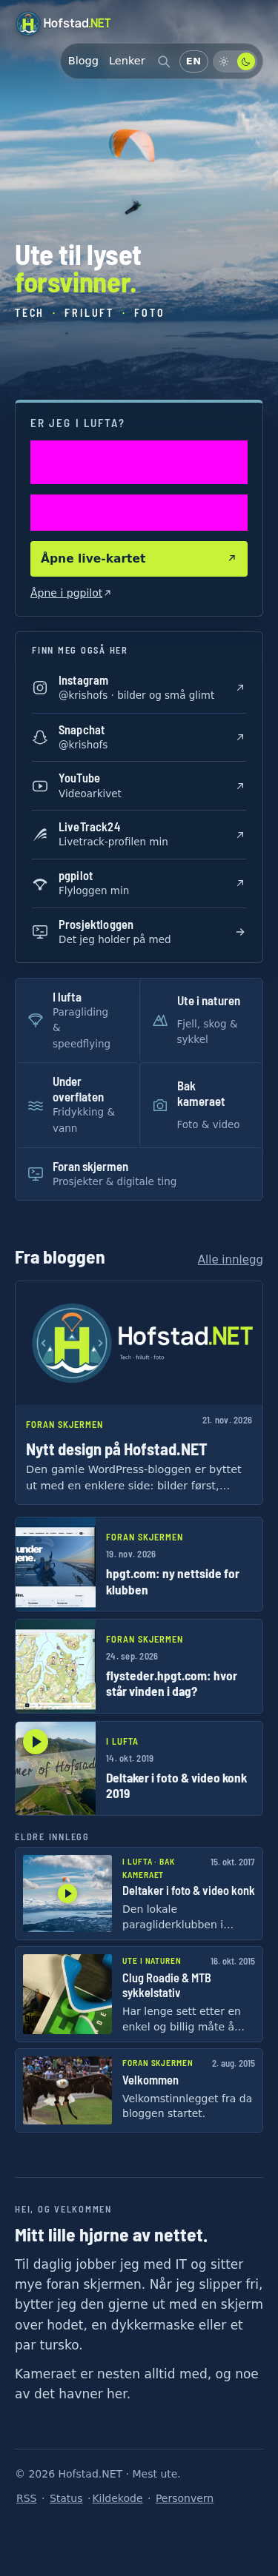 Hofstad.NET
Blogg Lenker EN
Ute til lyset
forsvinner.
TECH · FRILUFT · FOTO
ER JEG I LUFTA?
Åpne live-kartet ↗
Åpne i pgpilot ↗
FINN MEG OGSÅ HER
Instagram
@krishofs · bilder og små glimt ↗
Snapchat
@krishofs ↗
YouTube
Videoarkivet ↗
LiveTrack24
Livetrack-profilen min ↗
pgpilot
Flyloggen min ↗
Prosjektloggen
Det jeg holder på med →
I lufta
Paragliding
&
speedflying
Ute i naturen
Fjell, skog &
sykkel
Under
overflaten
Fridykking &
vann
Bak
kameraet
Foto & video
Foran skjermen
Prosjekter & digitale ting
Fra bloggen
Alle innlegg
Hofstad.NET
Tech · friluft · foto
FORAN SKJERMEN
21. nov. 2026
Nytt design på Hofstad.NET
Den gamle WordPress-bloggen er byttet
ut med en enklere side: bilder først,...
FORAN SKJERMEN
19. nov. 2026
hpgt.com: ny nettside for
klubben
FORAN SKJERMEN
24. sep. 2026
flysteder.hpgt.com: hvor
står vinden i dag?
I LUFTA
14. okt. 2019
Deltaker i foto & video konk
2019
ELDRE INNLEGG
I LUFTA · BAK
KAMERAET
15. okt. 2017
Deltaker i foto & video konk
Den lokale
paragliderklubben i...
UTE I NATUREN
16. okt. 2015
Clug Roadie & MTB
sykkelstativ
Har lenge sett etter en
enkel og billig måte å...
FORAN SKJERMEN
2. aug. 2015
Velkommen
Velkomstinnlegget fra da
bloggen startet.
HEI, OG VELKOMMEN
Mitt lille hjørne av nettet.
Til daglig jobber jeg med IT og sitter
mye foran skjermen. Når jeg slipper fri,
bytter jeg den gjerne ut med en skjerm
over hodet, en dykkermaske eller et
par tursko.
Kameraet er nesten alltid med, og noe
av det havner her.
© 2026 Hofstad.NET · Mest ute.
RSS · Status · Kildekode · Personvern